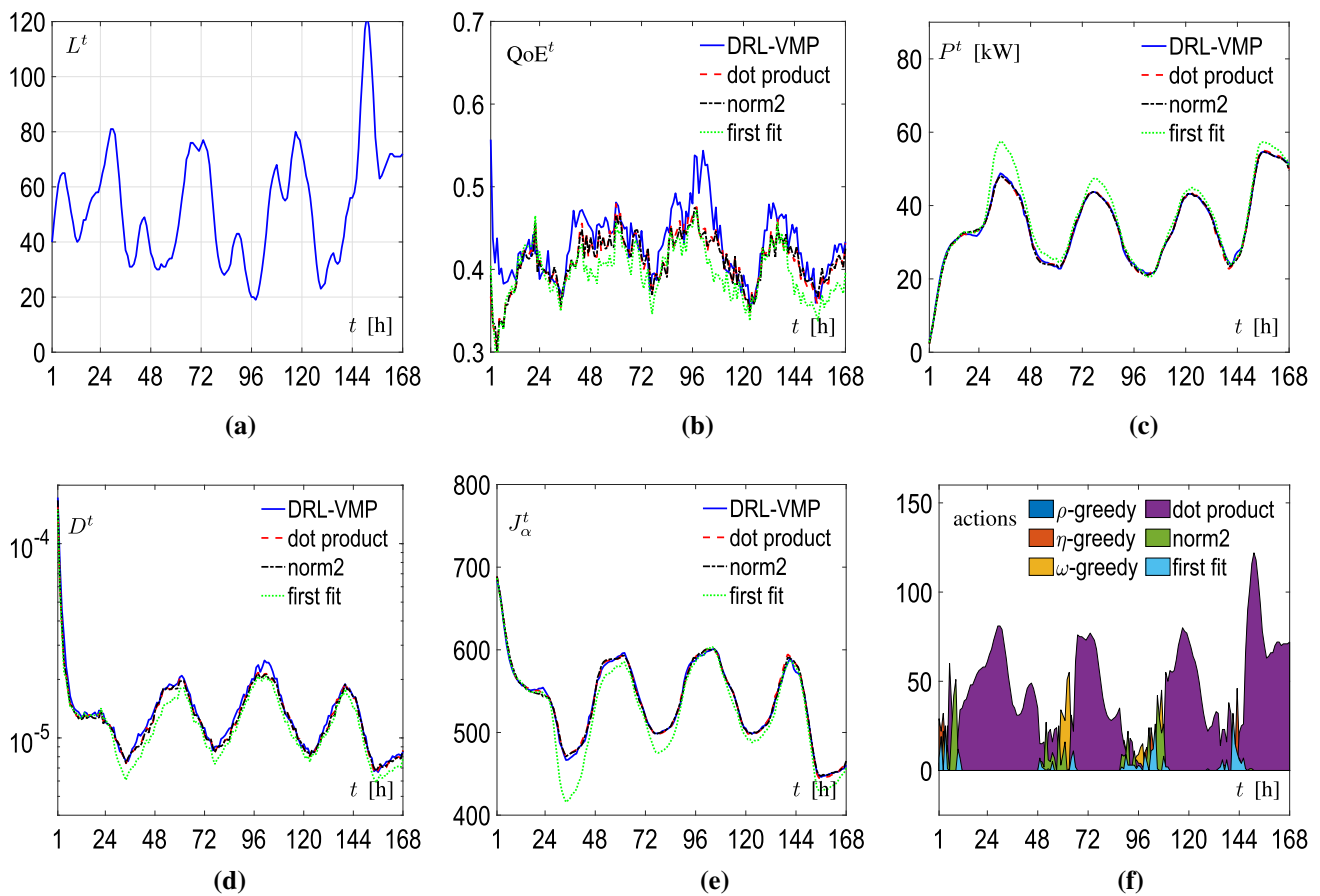 L^t
120
100
80
60
40
20
0
1 24 48 72 96 120 144 168
t [h]
(a)
QoE^t
DRL-VMP
dot product
norm2
first fit
0.7
0.6
0.5
0.4
0.3
1 24 48 72 96 120 144 168
t [h]
(b)
P^t [kW]
DRL-VMP
dot product
norm2
first fit
80
60
40
20
0
1 24 48 72 96 120 144 168
t [h]
(c)
D^t
DRL-VMP
dot product
norm2
first fit
10^-4
10^-5
1 24 48 72 96 120 144 168
t [h]
(d)
J_α^t
DRL-VMP
dot product
norm2
first fit
800
700
600
500
400
1 24 48 72 96 120 144 168
t [h]
(e)
actions
ρ-greedy
η-greedy
ω-greedy
dot product
norm2
first fit
150
100
50
0
1 24 48 72 96 120 144 168
t [h]
(f)